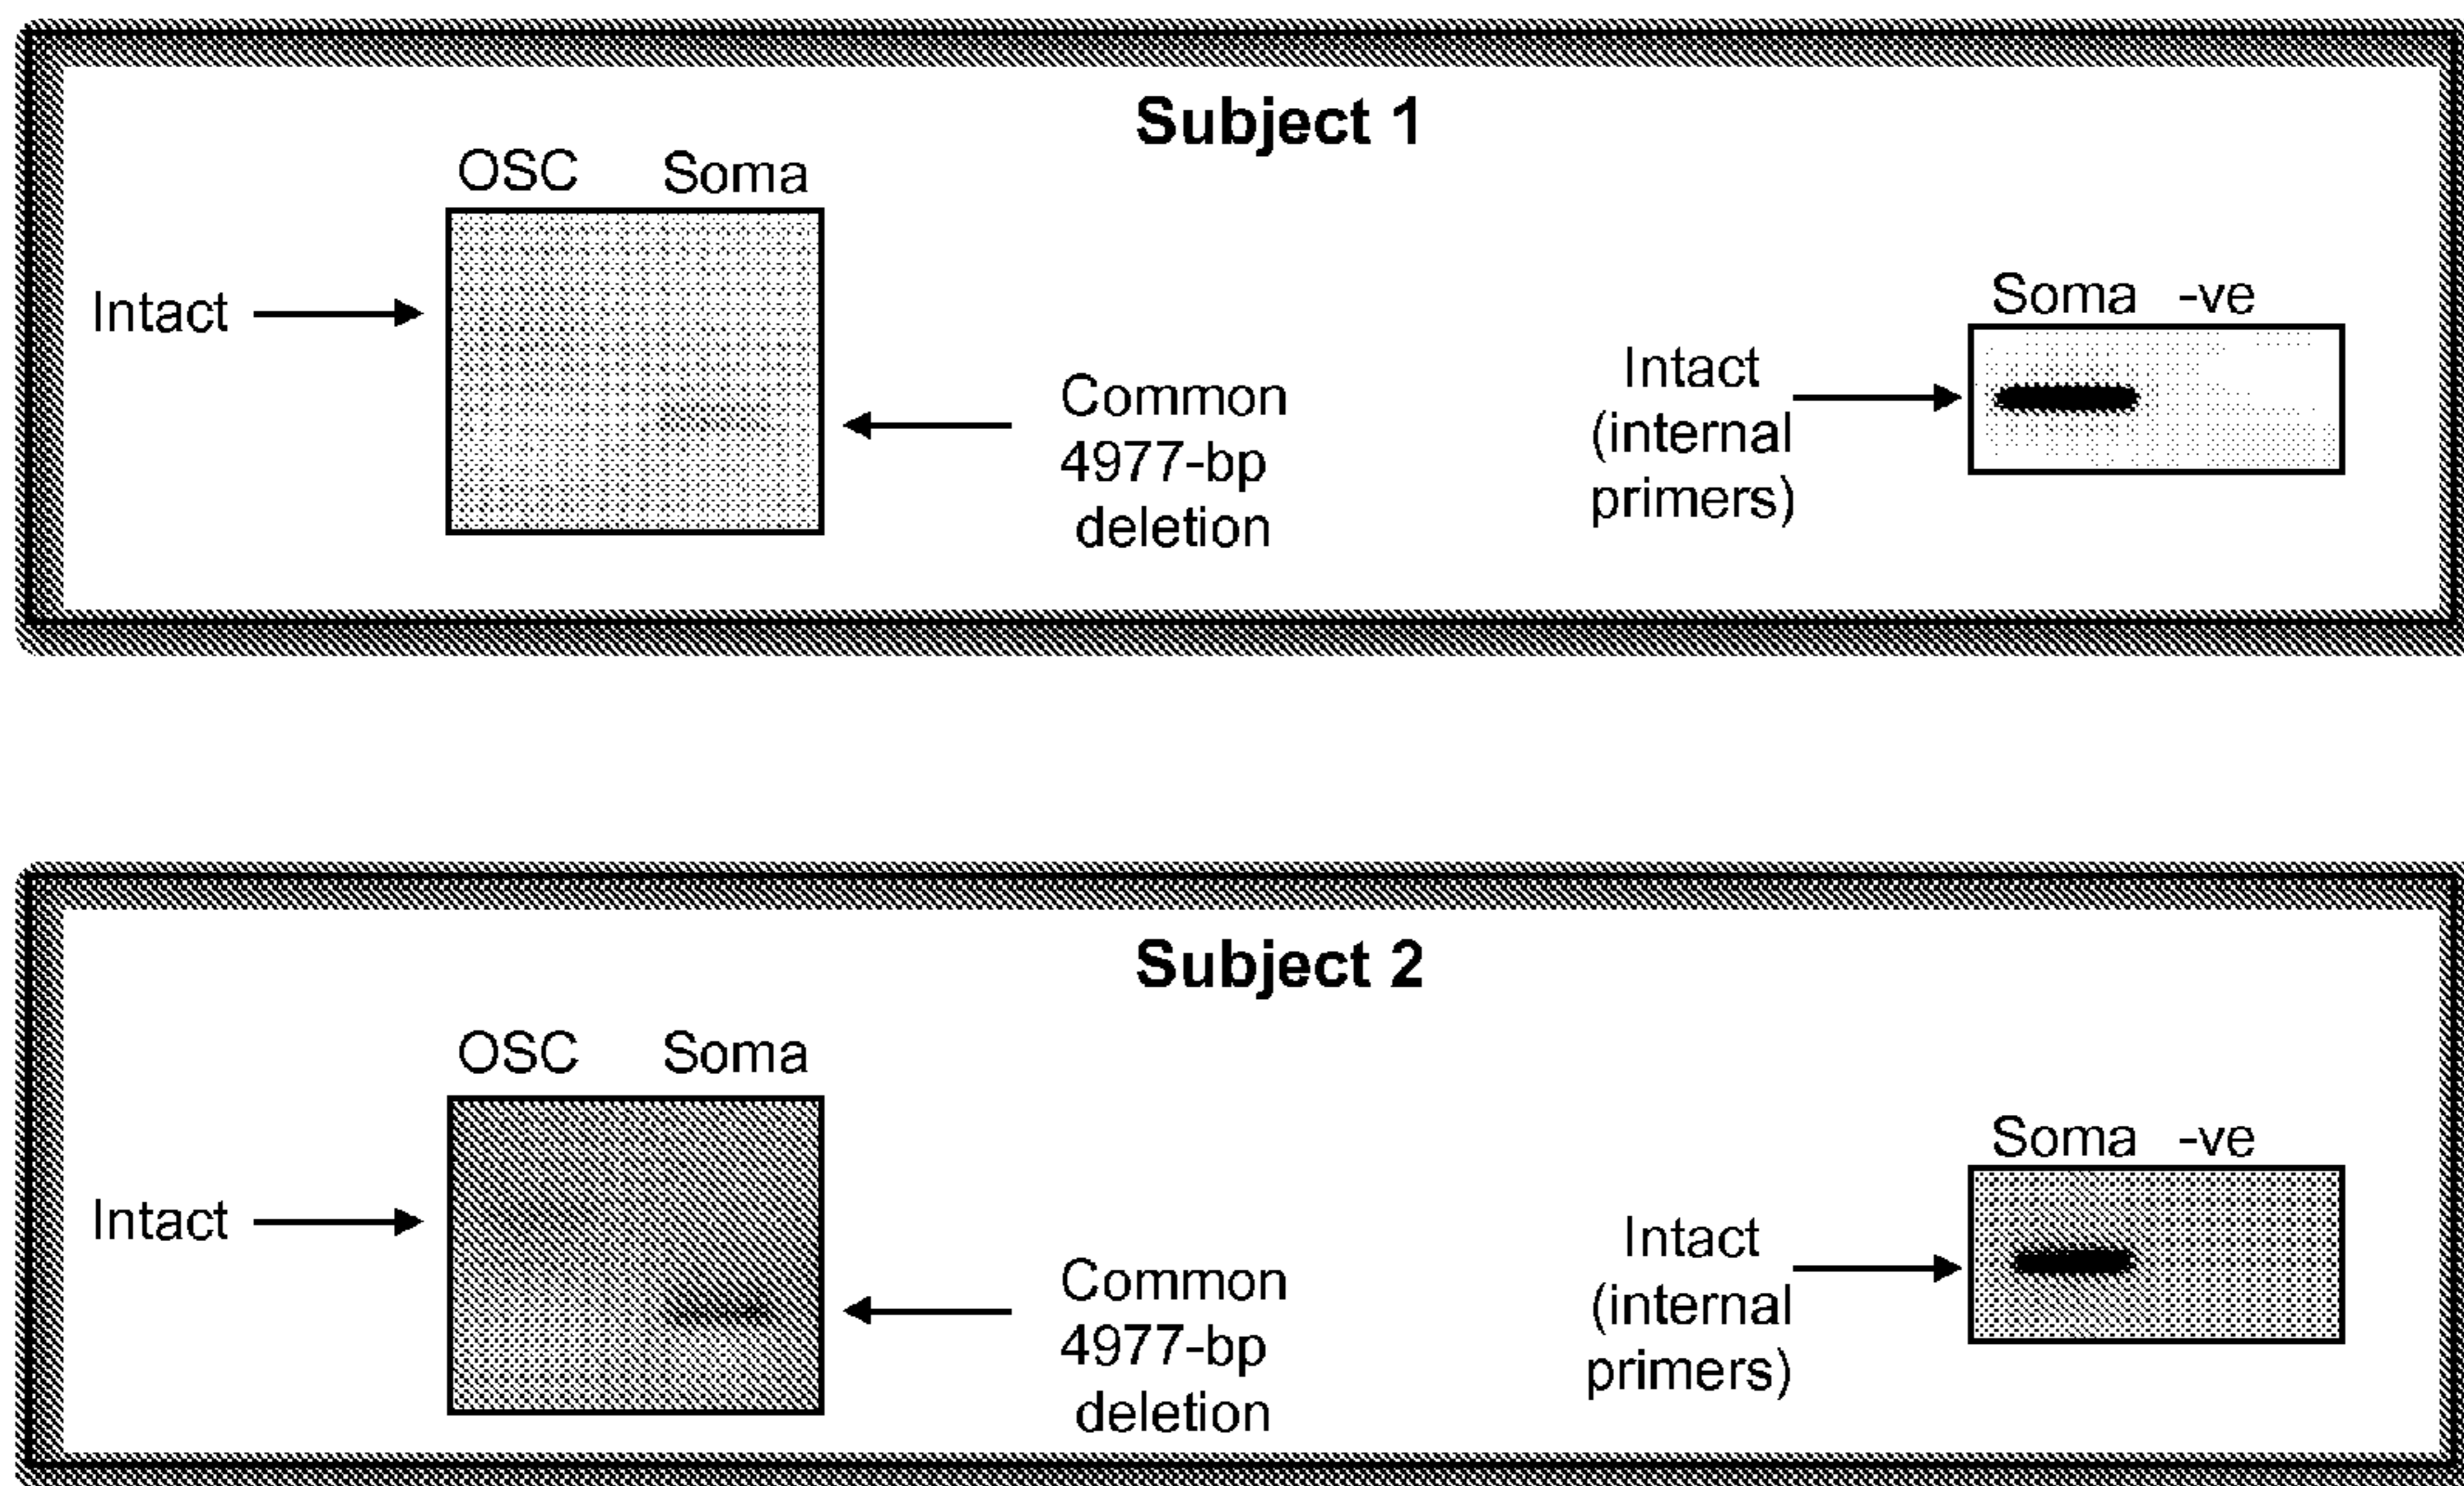 Subject 1
OSC Soma
Intact
Common
4977-bp
deletion
Soma -ve
Intact
(internal
primers)
Subject 2
OSC Soma
Intact
Common
4977-bp
deletion
Soma -ve
Intact
(internal
primers)